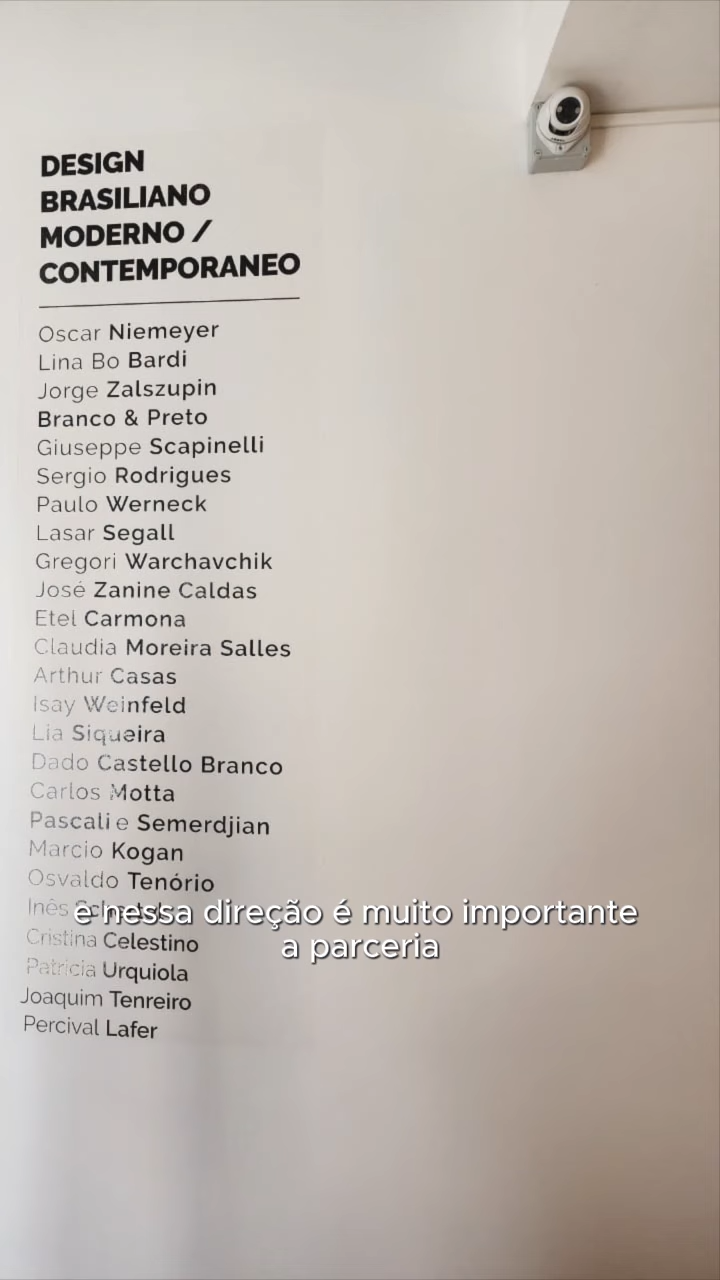 DESIGN
BRASILIANO
MODERNO /
CONTEMPORANEO
Oscar Niemeyer
Lina Bo Bardi
Jorge Zalszupin
Branco & Preto
Giuseppe Scapinelli
Sergio Rodrigues
Paulo Werneck
Lasar Segall
Gregori Warchavchik
José Zanine Caldas
Etel Carmona
Claudia Moreira Salles
Arthur Casas
Isay Weinfeld
Lia Siqueira
Dado Castello Branco
Carlos Motta
Pascali e Semerdjian
Marcio Kogan
Osvaldo Tenório
Inês
e nessa direção é muito importante
a parceria
Cristina Celestino
Patricia Urquiola
Joaquim Tenreiro
Percival Lafer